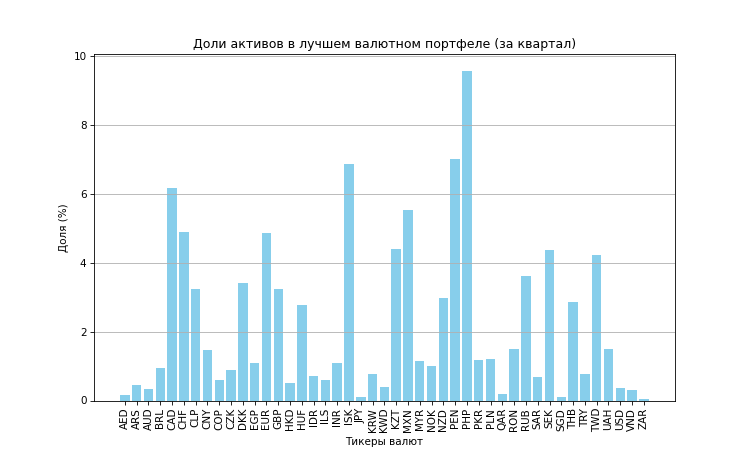 Доли активов в лучшем валютном портфеле (за квартал)
Доля (%)
10
8
6
4
2
0
AED ARS AUD BRL CAD CHF CLP CNY COP CZK DKK EGP EUR GBP HKD HUF IDR ILS INR ISK JPY KRW KWD KZT MXN MYR NOK NZD PEN PHP PKR PLN QAR RON RUB SAR SEK SGD THB TRY TWD UAH USD VND ZAR
Тикеры валют